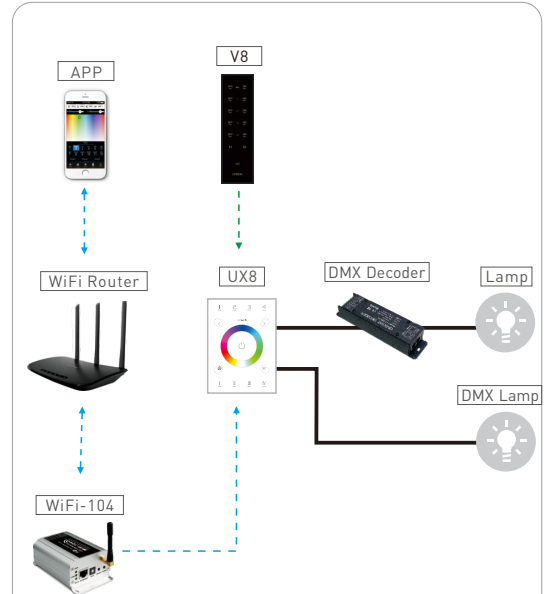 V8
APP
WiFi Router
UX8
DMX Decoder
Lamp
DMX Lamp
WiFi-104